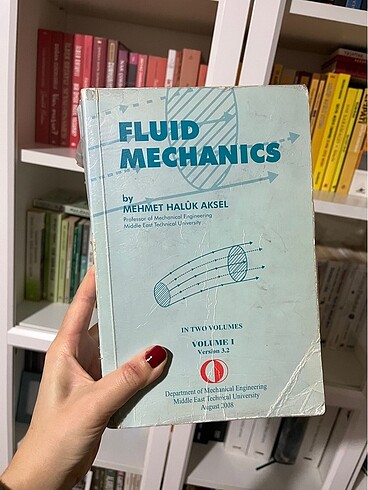 FLUID
MECHANICS
by
MEHMET HALÛK AKSEL
Professor of Mechanical Engineering
Middle East Technical University
IN TWO VOLUMES
VOLUME 1
Version 3.2
Department of Mechanical Engineering
Middle East Technical University
August 2008